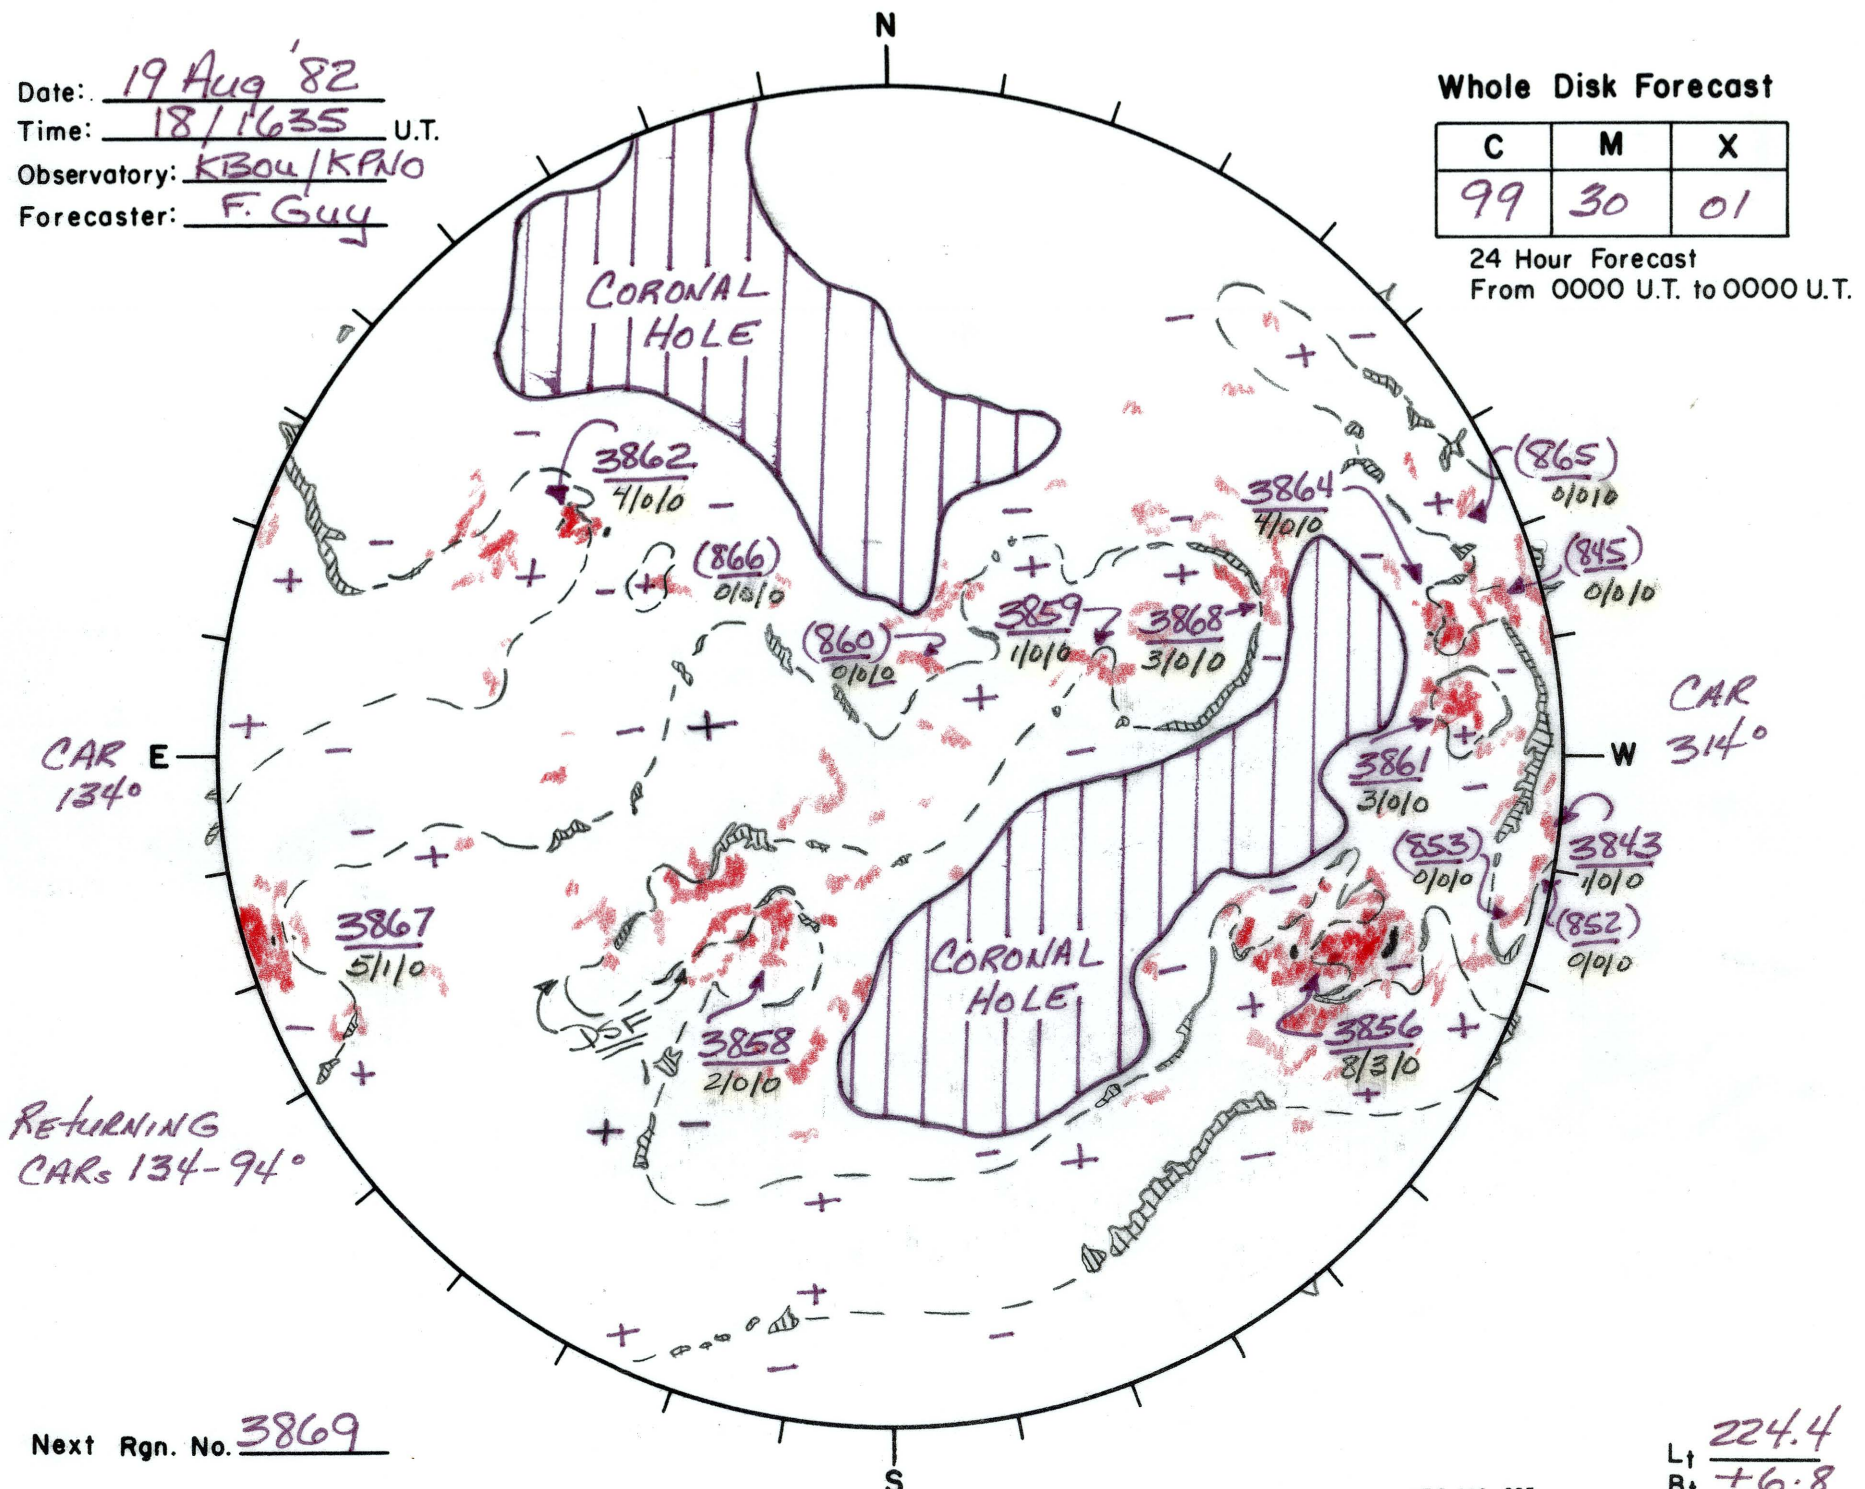 N
Date: 19 Aug '82
Time: 18/1635 U.T.
Observatory: KBou/KPNO
Forecaster: F. Guy
Whole Disk Forecast
C M X
99 30 01
24 Hour Forecast
From 0000 U.T. to 0000 U.T.
CORONAL
HOLE
3862
4/0/0
(866)
0/0/0
(860)
0/0/0
3859
1/0/0
3868
3/0/0
3864
4/0/0
(865)
0/0/0
(845)
0/0/0
CAR
134°
E
W
CAR
314°
3861
3/0/0
(853)
0/0/0
3843
1/0/0
(852)
0/0/0
3867
5/1/0
CORONAL
HOLE
DSF
3858
2/0/0
3856
8/3/0
RETURNING
CARs 134-94°
Next Rgn. No. 3869
S
Lt 224.4
Bt +6.8